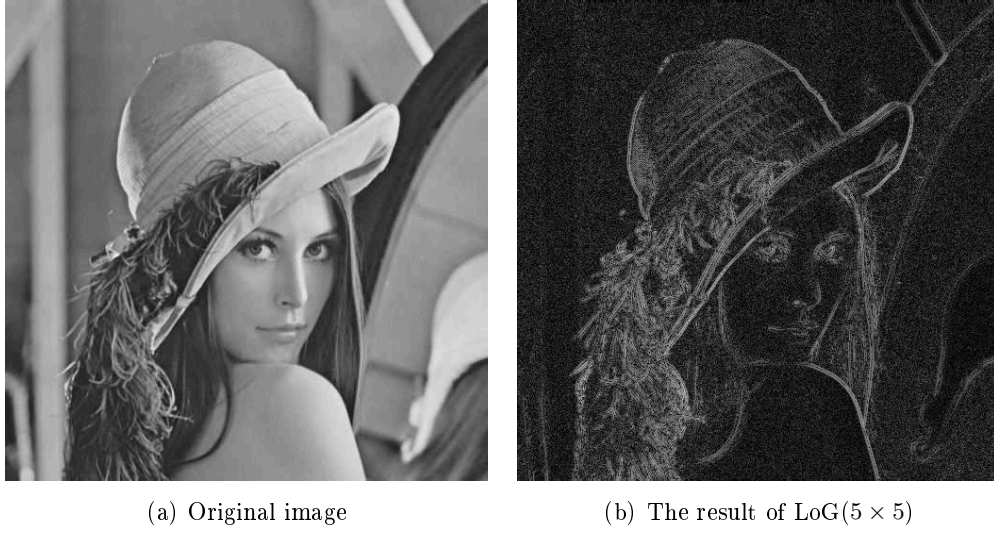 (a) Original image
(b) The result of LoG(5 × 5)